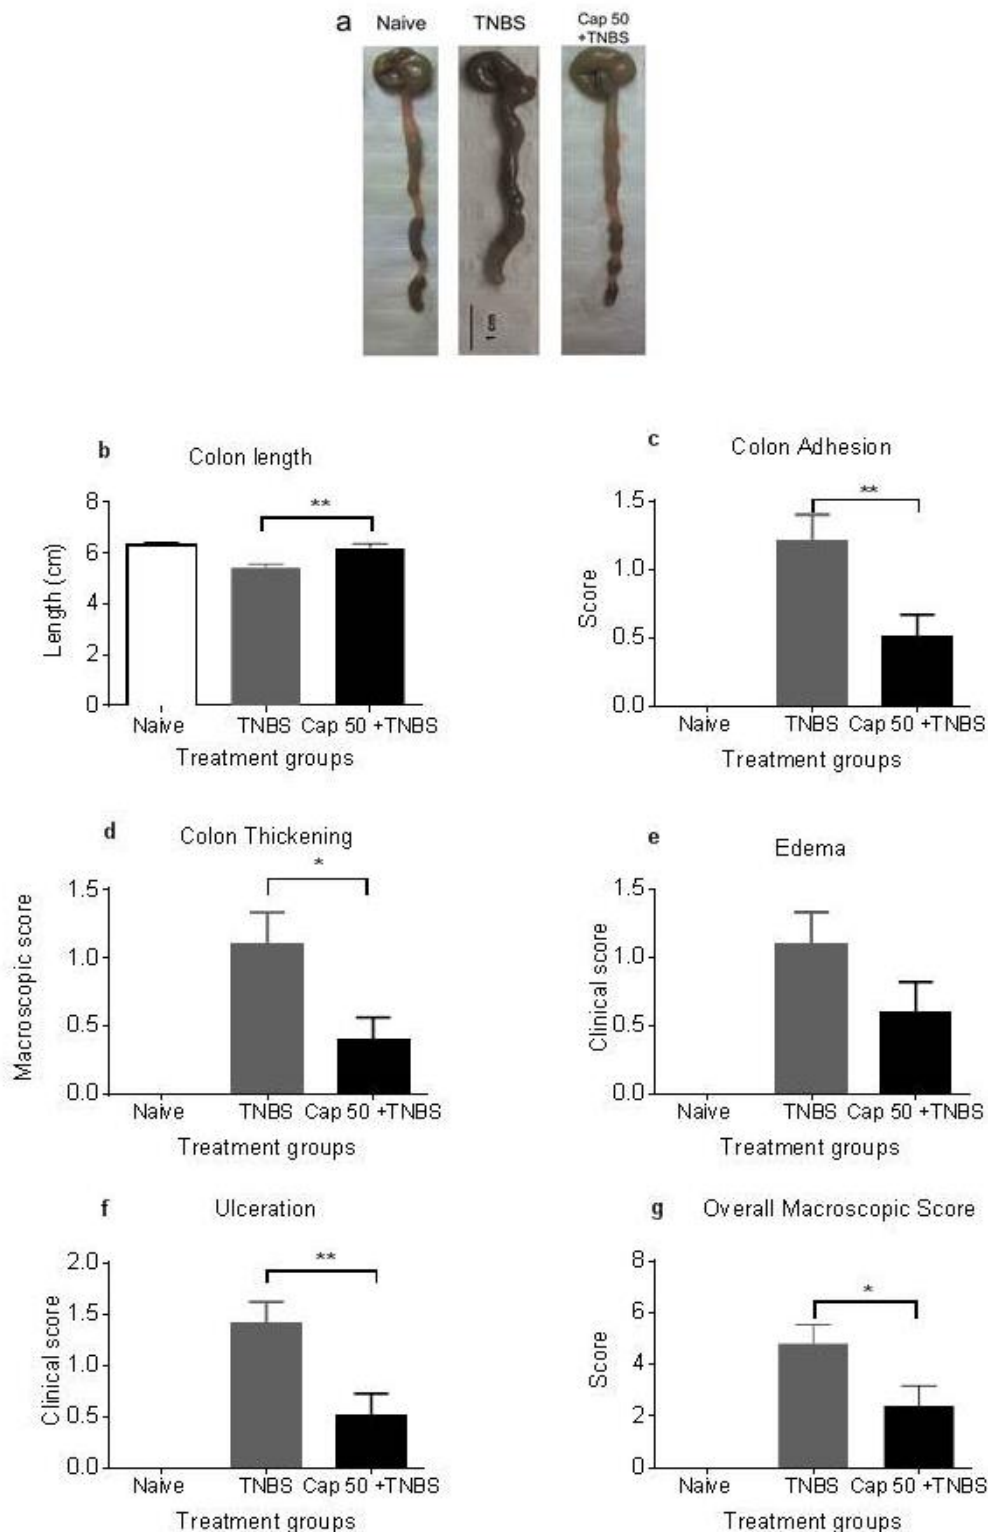 a Naive TNBS Cap 50
+TNBS
1 cm
b Colon length
**
8
6
4
2
0
Length (cm)
Naive TNBS Cap 50 +TNBS
Treatment groups
c Colon Adhesion
**
1.5
1.0
0.5
0.0
Score
Naive TNBS Cap 50 +TNBS
Treatment groups
d Colon Thickening
*
1.5
1.0
0.5
0.0
Macroscopic score
Naive TNBS Cap 50 +TNBS
Treatment groups
e Edema
1.5
1.0
0.5
0.0
Clinical score
Naive TNBS Cap 50 +TNBS
Treatment groups
f Ulceration
**
2.0
1.5
1.0
0.5
0.0
Clinical score
Naive TNBS Cap 50 +TNBS
Treatment groups
g Overall Macroscopic Score
*
8
6
4
2
0
Score
Naive TNBS Cap 50 +TNBS
Treatment groups